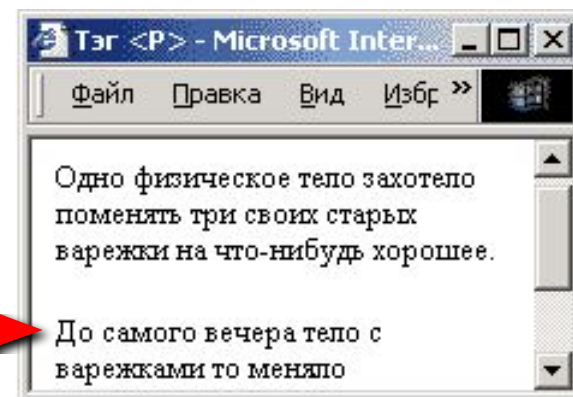 Тэг <P> - Microsoft Inter...
Файл Правка Вид Избр »
Одно физическое тело захотело
поменять три своих старых
варежки на что-нибудь хорошее.
До самого вечера тело с
варежками то меняло